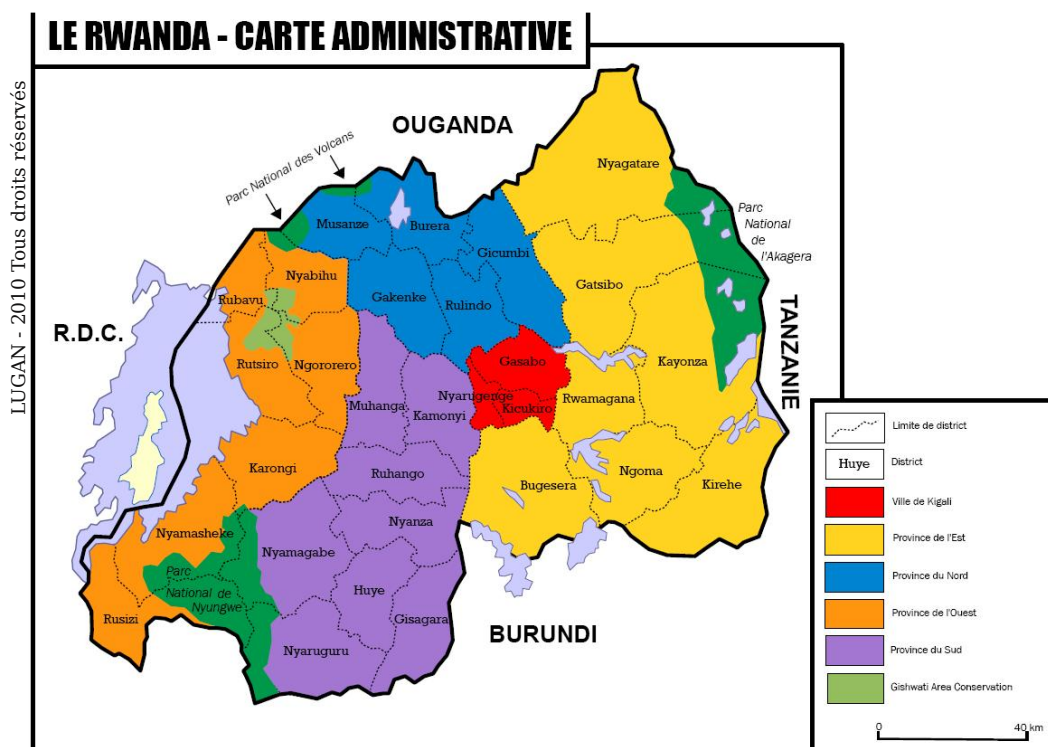 LE RWANDA - CARTE ADMINISTRATIVE
LUGAN - 2010 Tous droits réservés
OUGANDA
Parc National des Volcans
Nyagatare
Musanze
Burera
Gicumbi
Parc
National
de
l'Akagera
Nyabihu
Rubavu
Gakenke
Rulindo
Gatsibo
TANZANIE
R.D.C.
Rutsiro
Ngororero
Gasabo
Kayonza
Muhanga
Nyarugenge
Kamonyi
Kicukiro
Rwamagana
Karongi
Ruhango
Bugesera
Ngoma
Kirehe
Nyamasheke
Nyamagabe
Nyanza
Parc
National de
Nyungwe
Huye
Rusizi
Gisagara
Nyaruguru
BURUNDI
Limite de district
Huye
District
Ville de Kigali
Province de l'Est
Province du Nord
Province de l'Ouest
Province du Sud
Gishwati Area Conservation
0
40 km